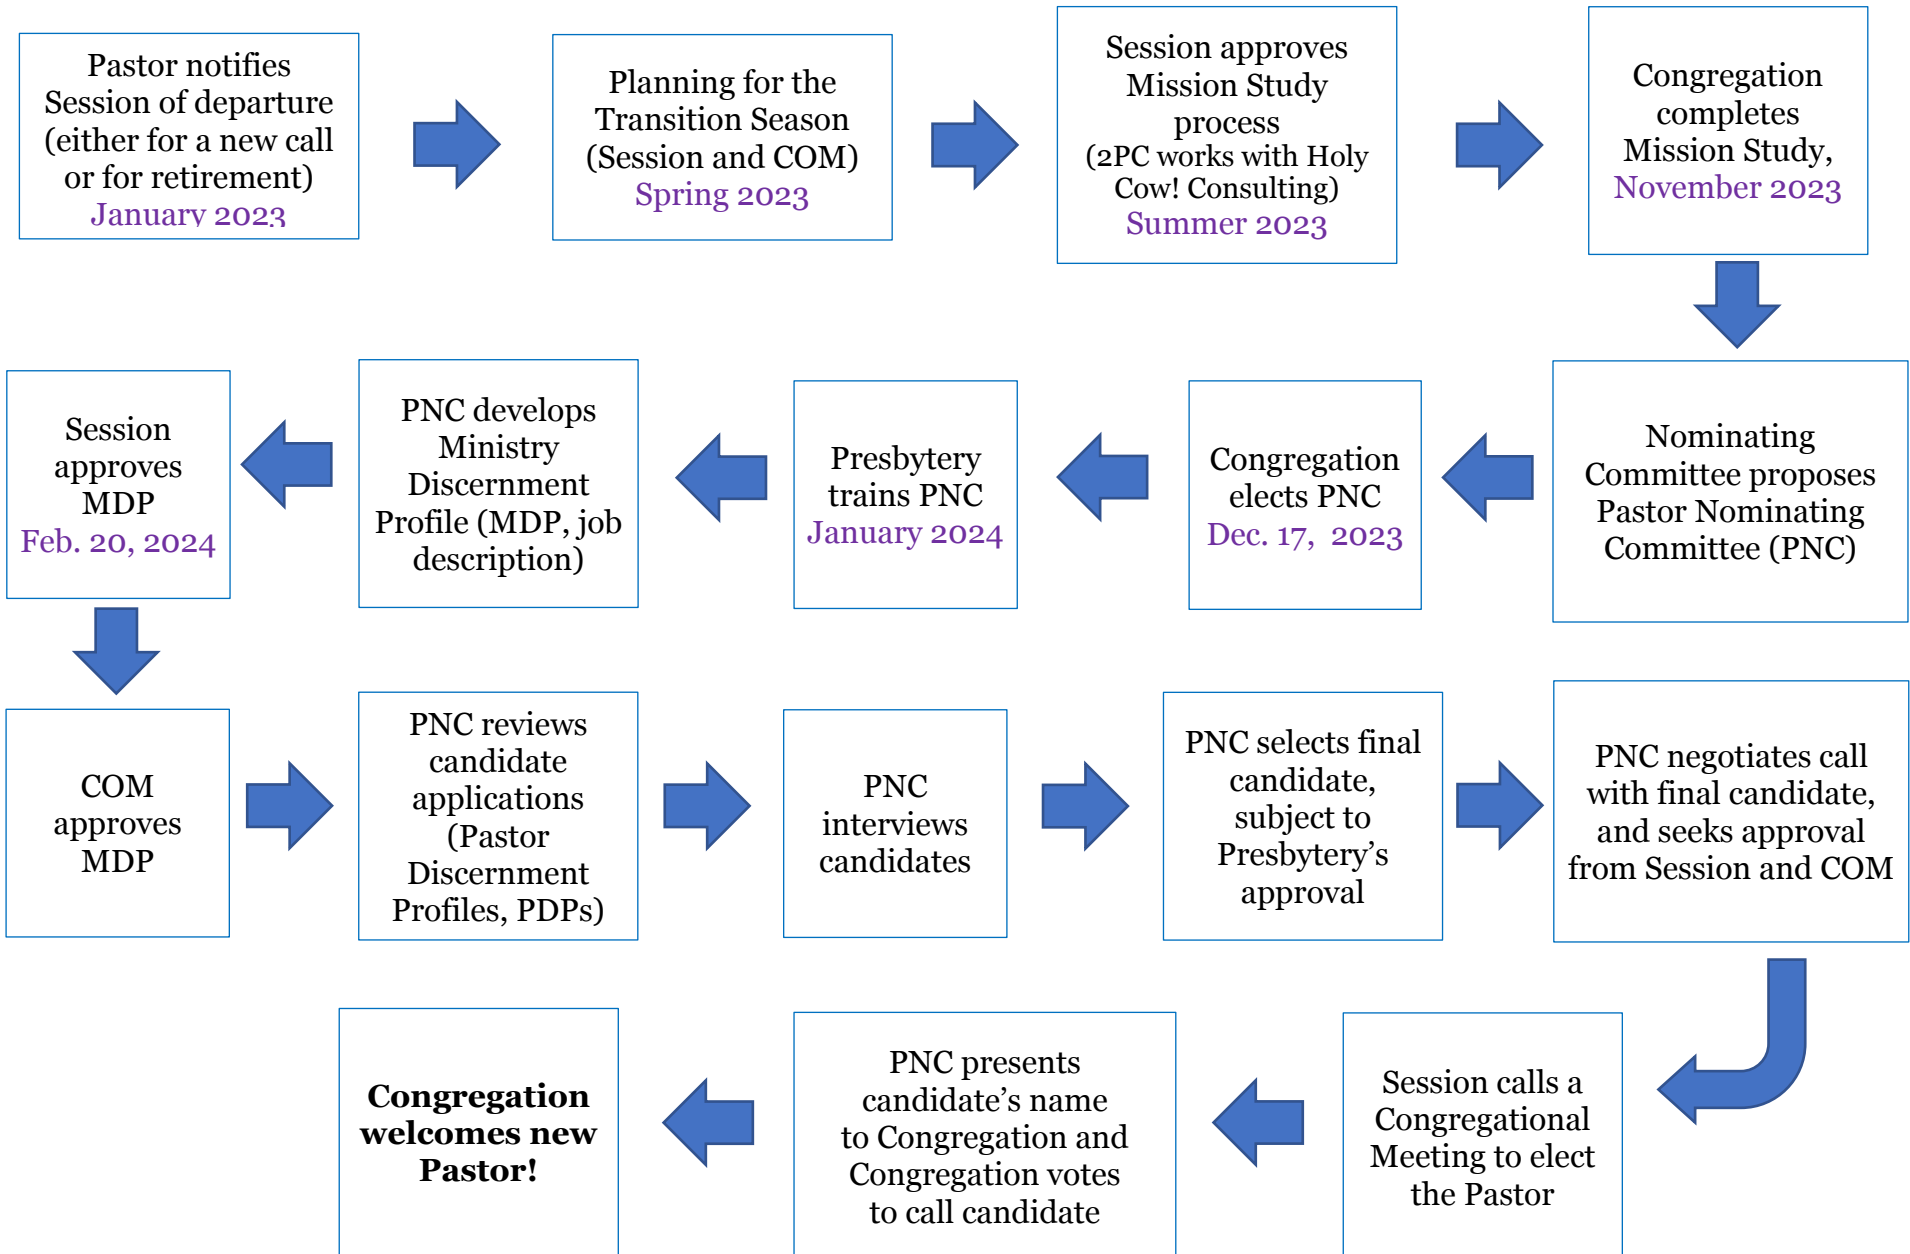 Pastor notifies
Session of departure
(either for a new call
or for retirement)
January 2023
Planning for the
Transition Season
(Session and COM)
Spring 2023
Session approves
Mission Study
process
(2PC works with Holy
Cow! Consulting)
Summer 2023
Congregation
completes
Mission Study,
November 2023
Nominating
Committee proposes
Pastor Nominating
Committee (PNC)
Congregation
elects PNC
Dec. 17, 2023
Presbytery
trains PNC
January 2024
PNC develops
Ministry
Discernment
Profile (MDP, job
description)
Session
approves
MDP
Feb. 20, 2024
COM
approves
MDP
PNC reviews
candidate
applications
(Pastor
Discernment
Profiles, PDPs)
PNC
interviews
candidates
PNC selects final
candidate,
subject to
Presbytery’s
approval
PNC negotiates call
with final candidate,
and seeks approval
from Session and COM
Session calls a
Congregational
Meeting to elect
the Pastor
PNC presents
candidate’s name
to Congregation and
Congregation votes
to call candidate
Congregation
welcomes new
Pastor!